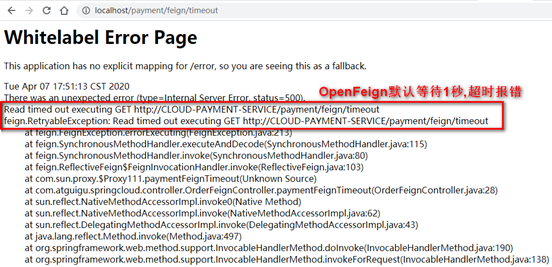 localhost/payment/feign/timeout
Whitelabel Error Page
This application has no explicit mapping for /error, so you are seeing this as a fallback.
Tue Apr 07 17:51:13 CST 2020
OpenFeign默认等待1秒,超时报错
There was an unexpected error (type=Internal Server Error, status=500).
Read timed out executing GET http://CLOUD-PAYMENT-SERVICE/payment/feign/timeout
feign.RetryableException: Read timed out executing GET http://CLOUD-PAYMENT-SERVICE/payment/feign/timeout
at feign.FeignException.errorExecuting(FeignException.java:213)
at feign.SynchronousMethodHandler.executeAndDecode(SynchronousMethodHandler.java:115)
at feign.SynchronousMethodHandler.invoke(SynchronousMethodHandler.java:80)
at feign.ReflectiveFeign$FeignInvocationHandler.invoke(ReflectiveFeign.java:103)
at com.sun.proxy.$Proxy111.paymentFeignTimeout(Unknown Source)
at com.atguigu.springcloud.controller.OrderFeignController.paymentFeignTimeout(OrderFeignController.java:28)
at sun.reflect.NativeMethodAccessorImpl.invoke0(Native Method)
at sun.reflect.NativeMethodAccessorImpl.invoke(NativeMethodAccessorImpl.java:62)
at sun.reflect.DelegatingMethodAccessorImpl.invoke(DelegatingMethodAccessorImpl.java:43)
at java.lang.reflect.Method.invoke(Method.java:497)
at org.springframework.web.method.support.InvocableHandlerMethod.doInvoke(InvocableHandlerMethod.java:190)
at org.springframework.web.method.support.InvocableHandlerMethod.invokeForRequest(InvocableHandlerMethod.java:138)